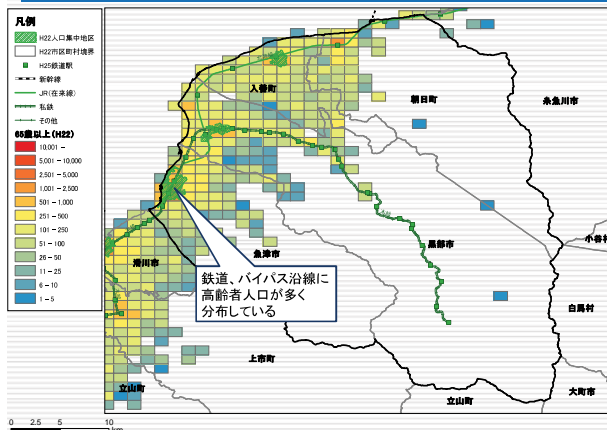 凡例
H22人口集中地区
H22市区町村境界
H25鉄道駅
新幹線
JR(在来線)
私鉄
その他
65歳以上(H22)
10,001 -
5,001 - 10,000
2,501 - 5,000
1,001 - 2,500
501 - 1,000
251 - 500
101 - 250
51 - 100
26 - 50
11 - 25
6 - 10
1 - 5
入善町
朝日町
糸魚川市
黒部市
小谷村
魚津市
滑川市
鉄道、バイパス沿線に
高齢者人口が多く
分布している
白馬村
上市町
立山町
立山町
大町市
0 2.5 5 10
km